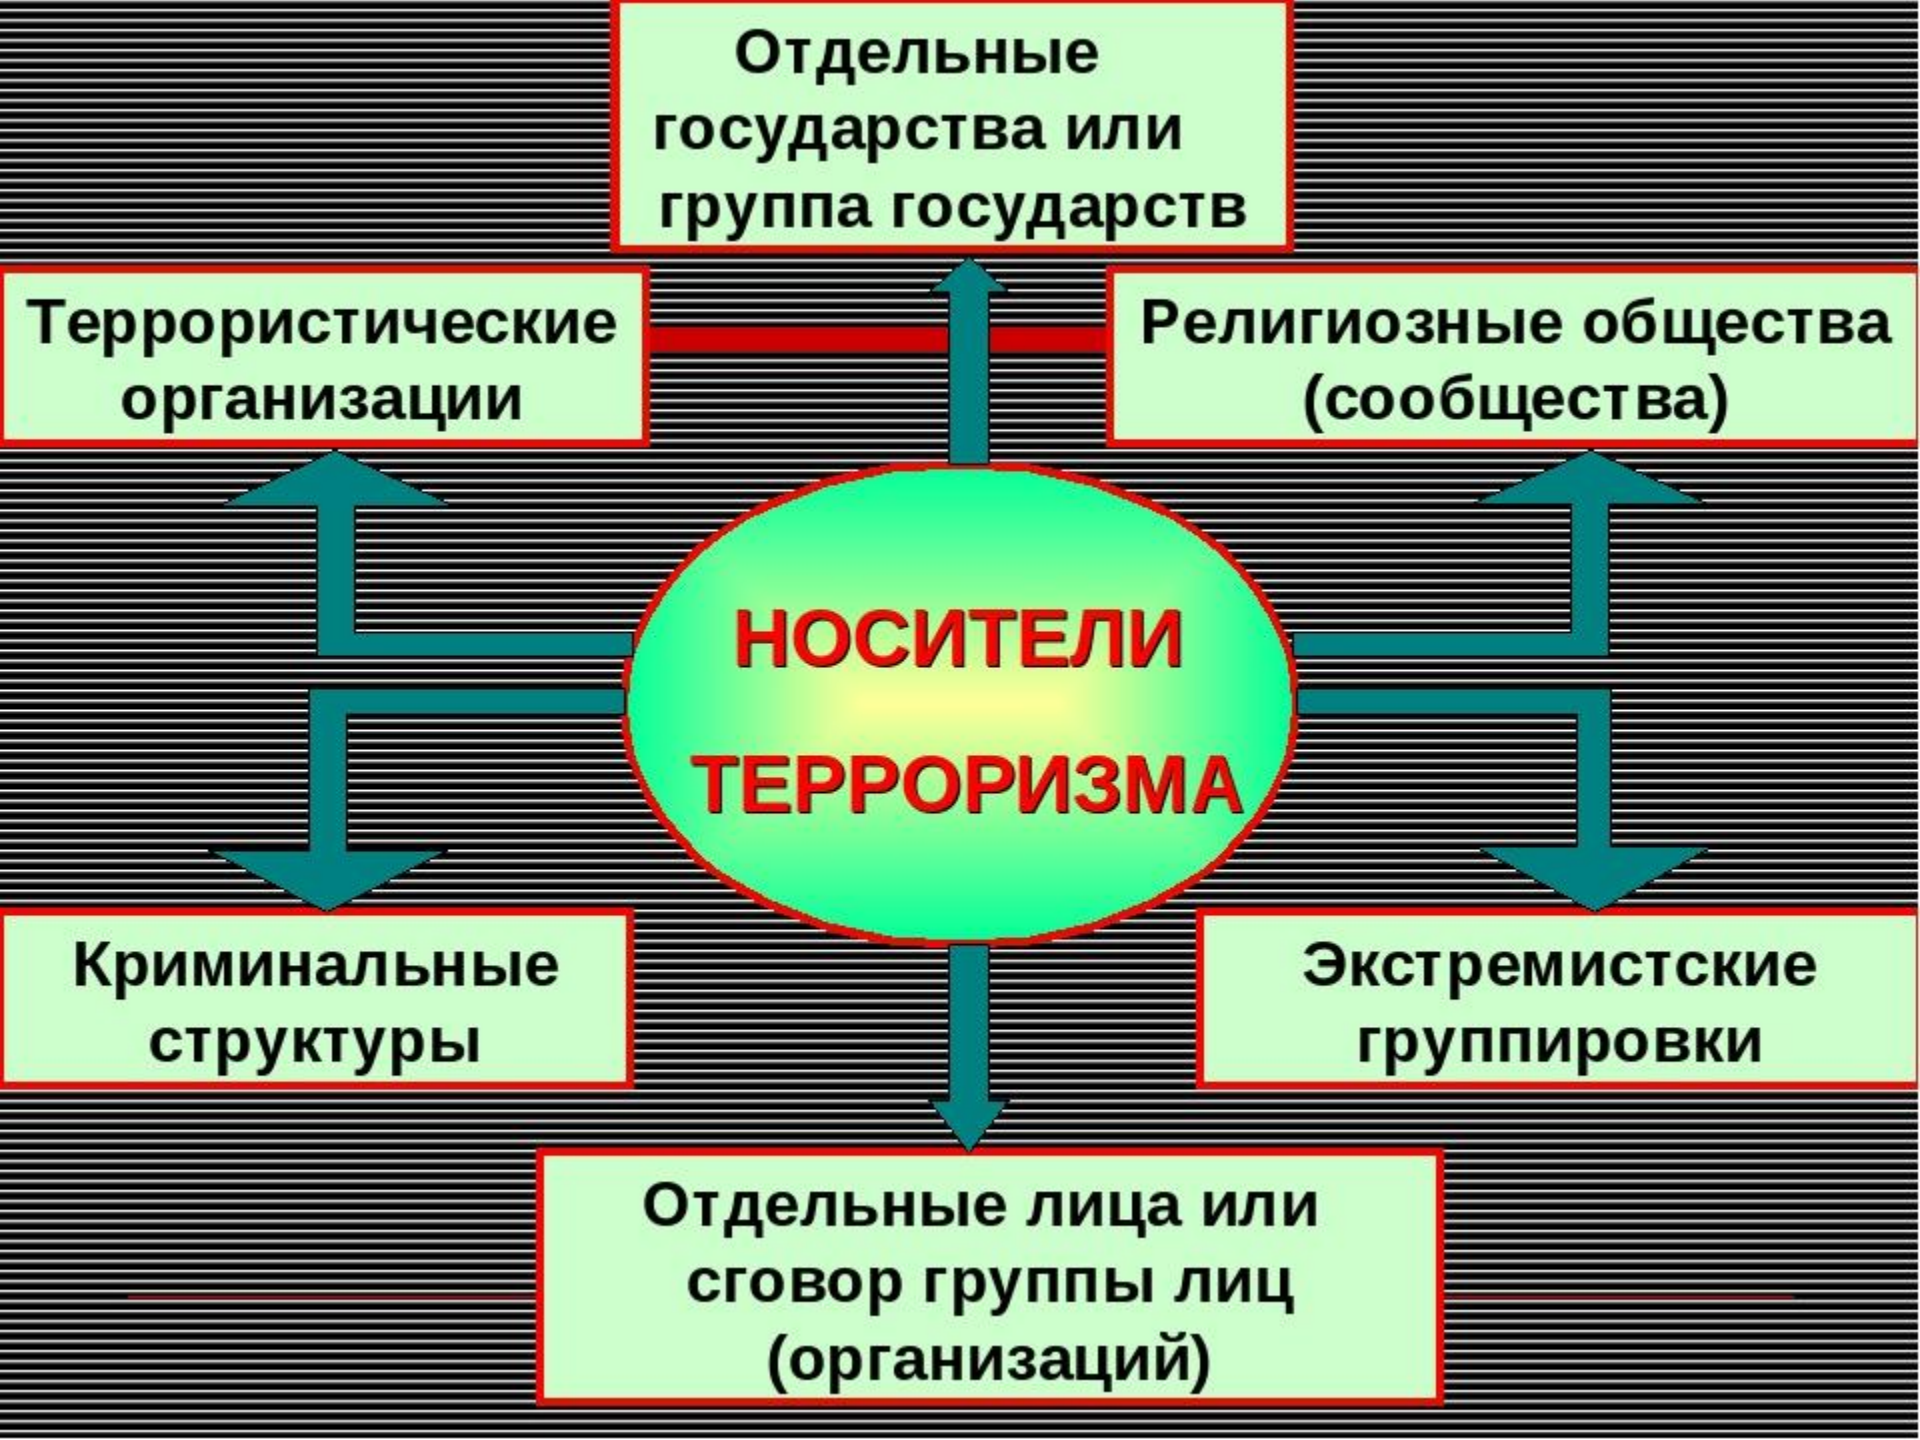 Отдельные
государства или
группа государств
Террористические
организации
Религиозные общества
(сообщества)
НОСИТЕЛИ
ТЕРРОРИЗМА
Криминальные
структуры
Экстремистские
группировки
Отдельные лица или
сговор группы лиц
(организаций)